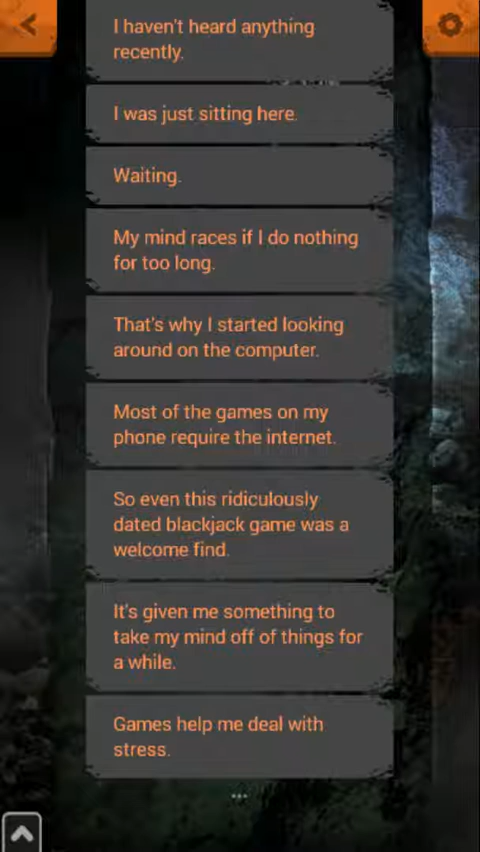 I haven't heard anything
recently.
I was just sitting here.
Waiting.
My mind races if I do nothing
for too long.
That's why I started looking
around on the computer.
Most of the games on my
phone require the internet.
So even this ridiculously
dated blackjack game was a
welcome find.
It's given me something to
take my mind off of things for
a while.
Games help me deal with
stress.
...